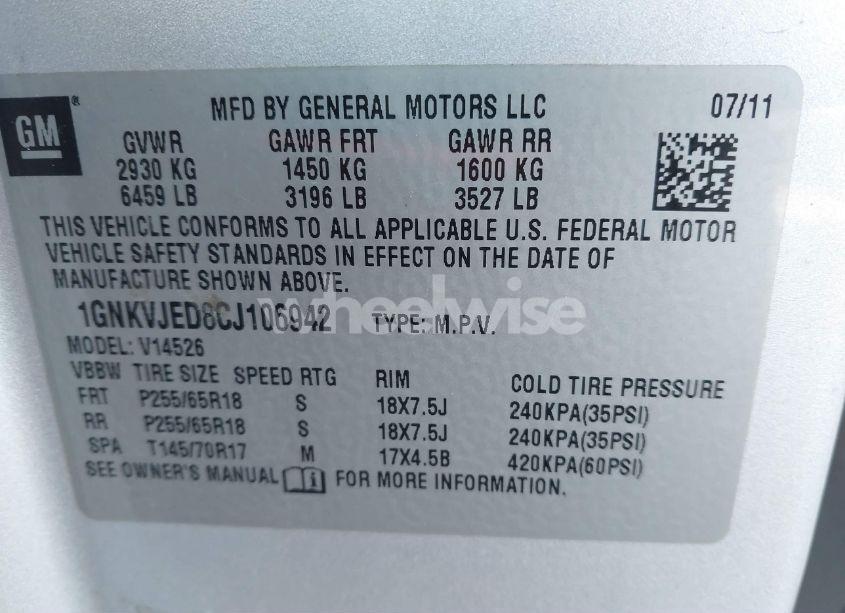 GM®
MFD BY GENERAL MOTORS LLC 07/11
GVWR GAWR FRT GAWR RR
2930 KG 1450 KG 1600 KG
6459 LB 3196 LB 3527 LB
THIS VEHICLE CONFORMS TO ALL APPLICABLE U.S. FEDERAL MOTOR
VEHICLE SAFETY STANDARDS IN EFFECT ON THE DATE OF
MANUFACTURE SHOWN ABOVE.
wheelwise
1GNKVJED8CJ106942 TYPE: M.P.V.
MODEL: V14526
VBBW TIRE SIZE SPEED RTG RIM COLD TIRE PRESSURE
FRT P255/65R18 S 18X7.5J 240KPA(35PSI)
RR P255/65R18 S 18X7.5J 240KPA(35PSI)
SPA T145/70R17 M 17X4.5B 420KPA(60PSI)
SEE OWNER'S MANUAL FOR MORE INFORMATION.